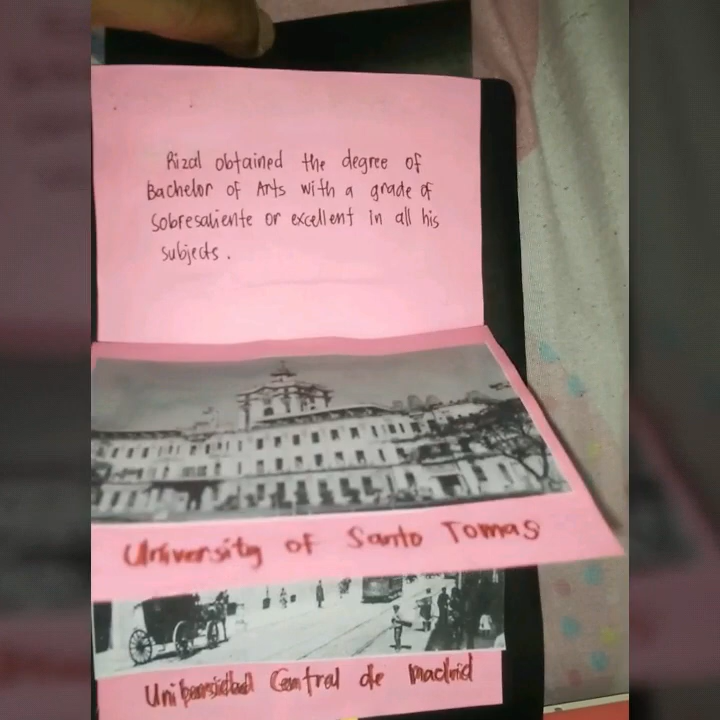 Rizal obtained the degree of
Bachelor of Arts with a grade of
Sobresaliente or excellent in all his
subjects.
University of Santo Tomas
Central de Madrid